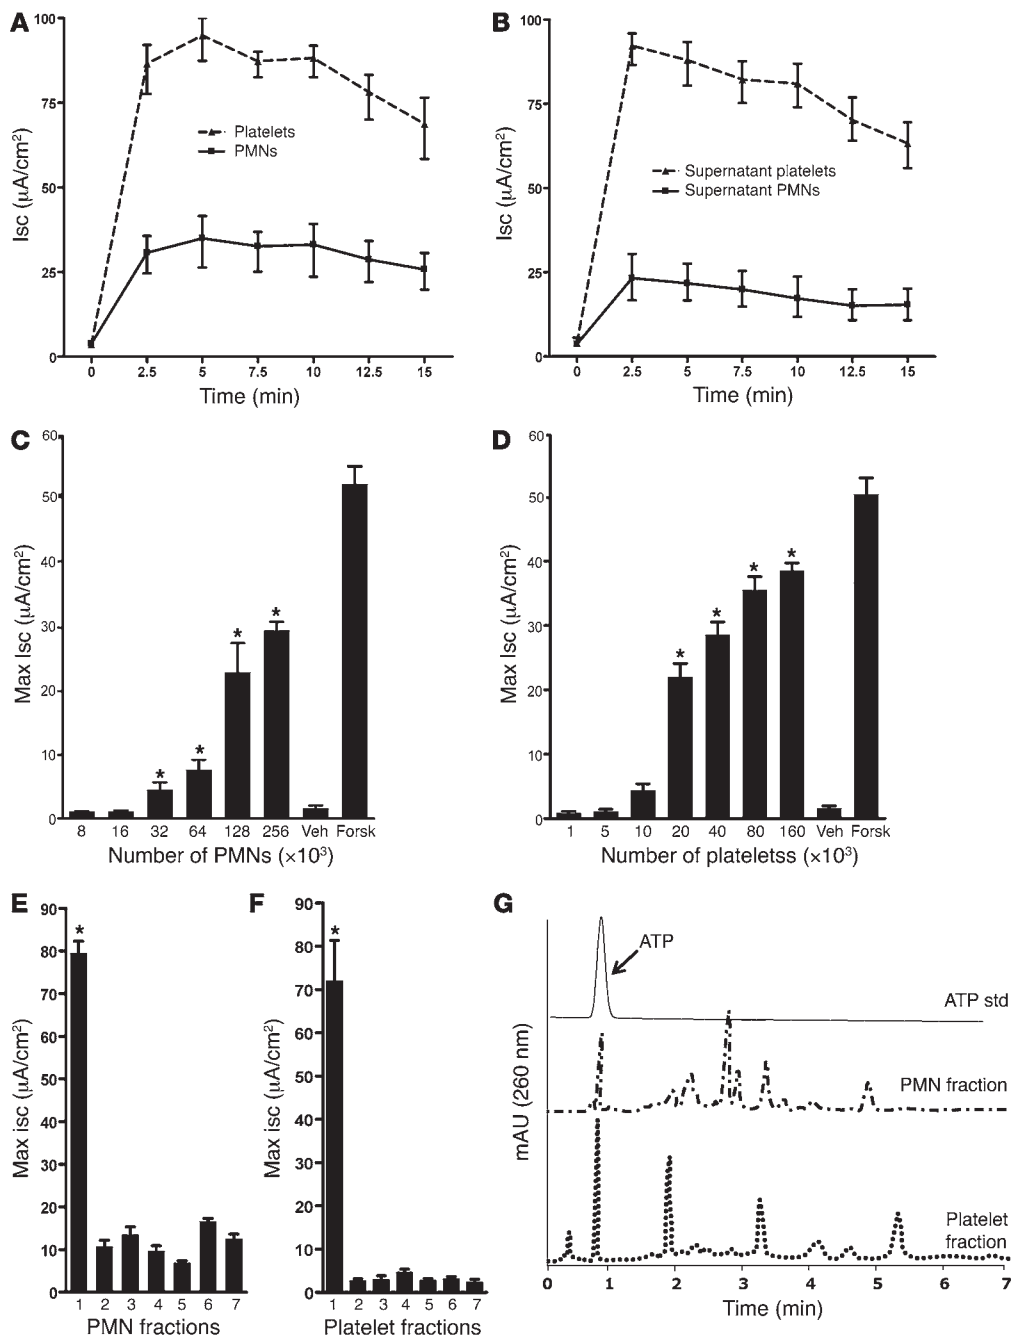 A
100
75
50
25
0
Isc (μA/cm²)
Platelets
PMNs
0 2.5 5 7.5 10 12.5 15
Time (min)
B
100
75
50
25
0
Isc (μA/cm²)
Supernatant platelets
Supernatant PMNs
0 2.5 5 7.5 10 12.5 15
Time (min)
C
60
50
40
30
20
10
0
Max Isc (μA/cm²)
* * * *
8 16 32 64 128 256 Veh Forsk
Number of PMNs (×10³)
D
60
50
40
30
20
10
0
Max Isc (μA/cm²)
* * * *
1 5 10 20 40 80 160 Veh Forsk
Number of plateletss (×10³)
E
90
80
70
60
50
40
30
20
10
0
Max isc (μA/cm²)
*
1 2 3 4 5 6 7
PMN fractions
F
90
80
70
60
50
40
30
20
10
0
Max isc (μA/cm²)
*
1 2 3 4 5 6 7
Platelet fractions
G
mAU (260 nm)
ATP
ATP std
PMN fraction
Platelet
fraction
0 1 2 3 4 5 6 7
Time (min)